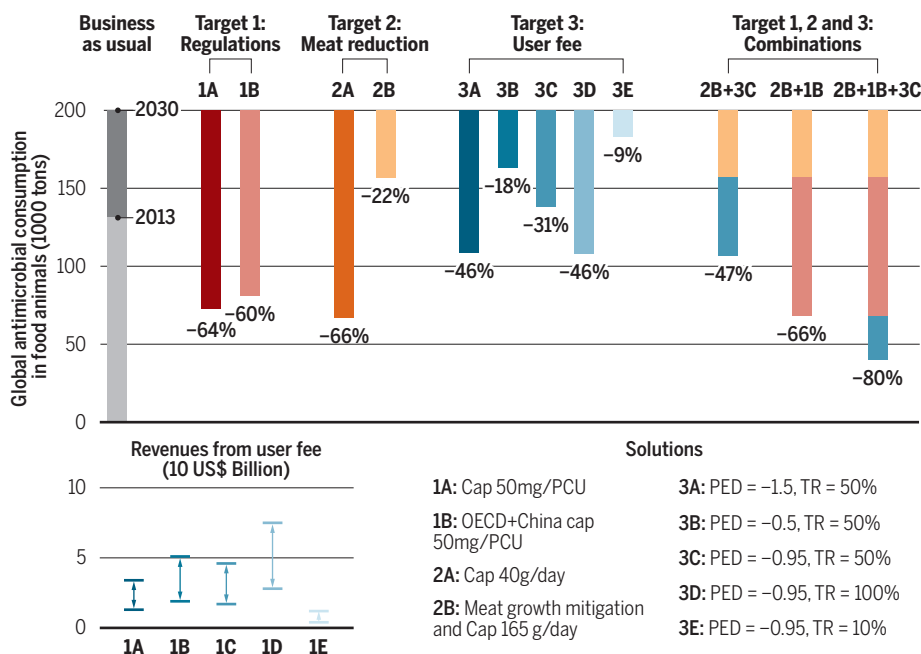 Business
as usual
Target 1:
Regulations
Target 2:
Meat reduction
Target 3:
User fee
Target 1, 2 and 3:
Combinations
1A 1B 2A 2B 3A 3B 3C 3D 3E 2B+3C 2B+1B 2B+1B+3C
Global antimicrobial consumption
in food animals (1000 tons)
200
150
100
50
0
2030
2013
–64%
–60%
–66%
–22%
–46%
–18%
–31%
–46%
–9%
–47%
–66%
–80%
Revenues from user fee
(10 US$ Billion)
10
5
0
1A 1B 1C 1D 1E
Solutions
1A: Cap 50mg/PCU
1B: OECD+China cap
50mg/PCU
2A: Cap 40g/day
2B: Meat growth mitigation
and Cap 165 g/day
3A: PED = –1.5, TR = 50%
3B: PED = –0.5, TR = 50%
3C: PED = –0.95, TR = 50%
3D: PED = –0.95, TR = 100%
3E: PED = –0.95, TR = 10%